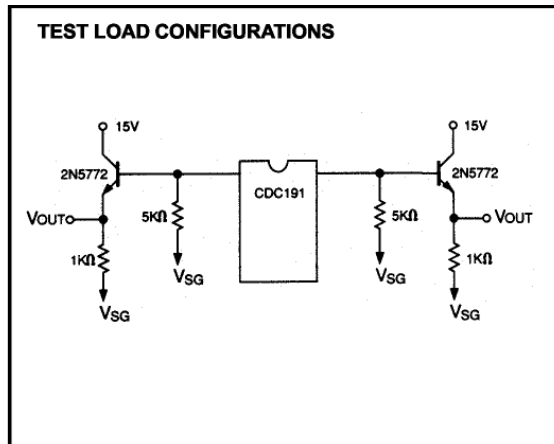 TEST LOAD CONFIGURATIONS
15V
15V
2N5772
2N5772
CDC191
VOUT
5KΩ
5KΩ
VOUT
1KΩ
1KΩ
VSG
VSG
VSG
VSG